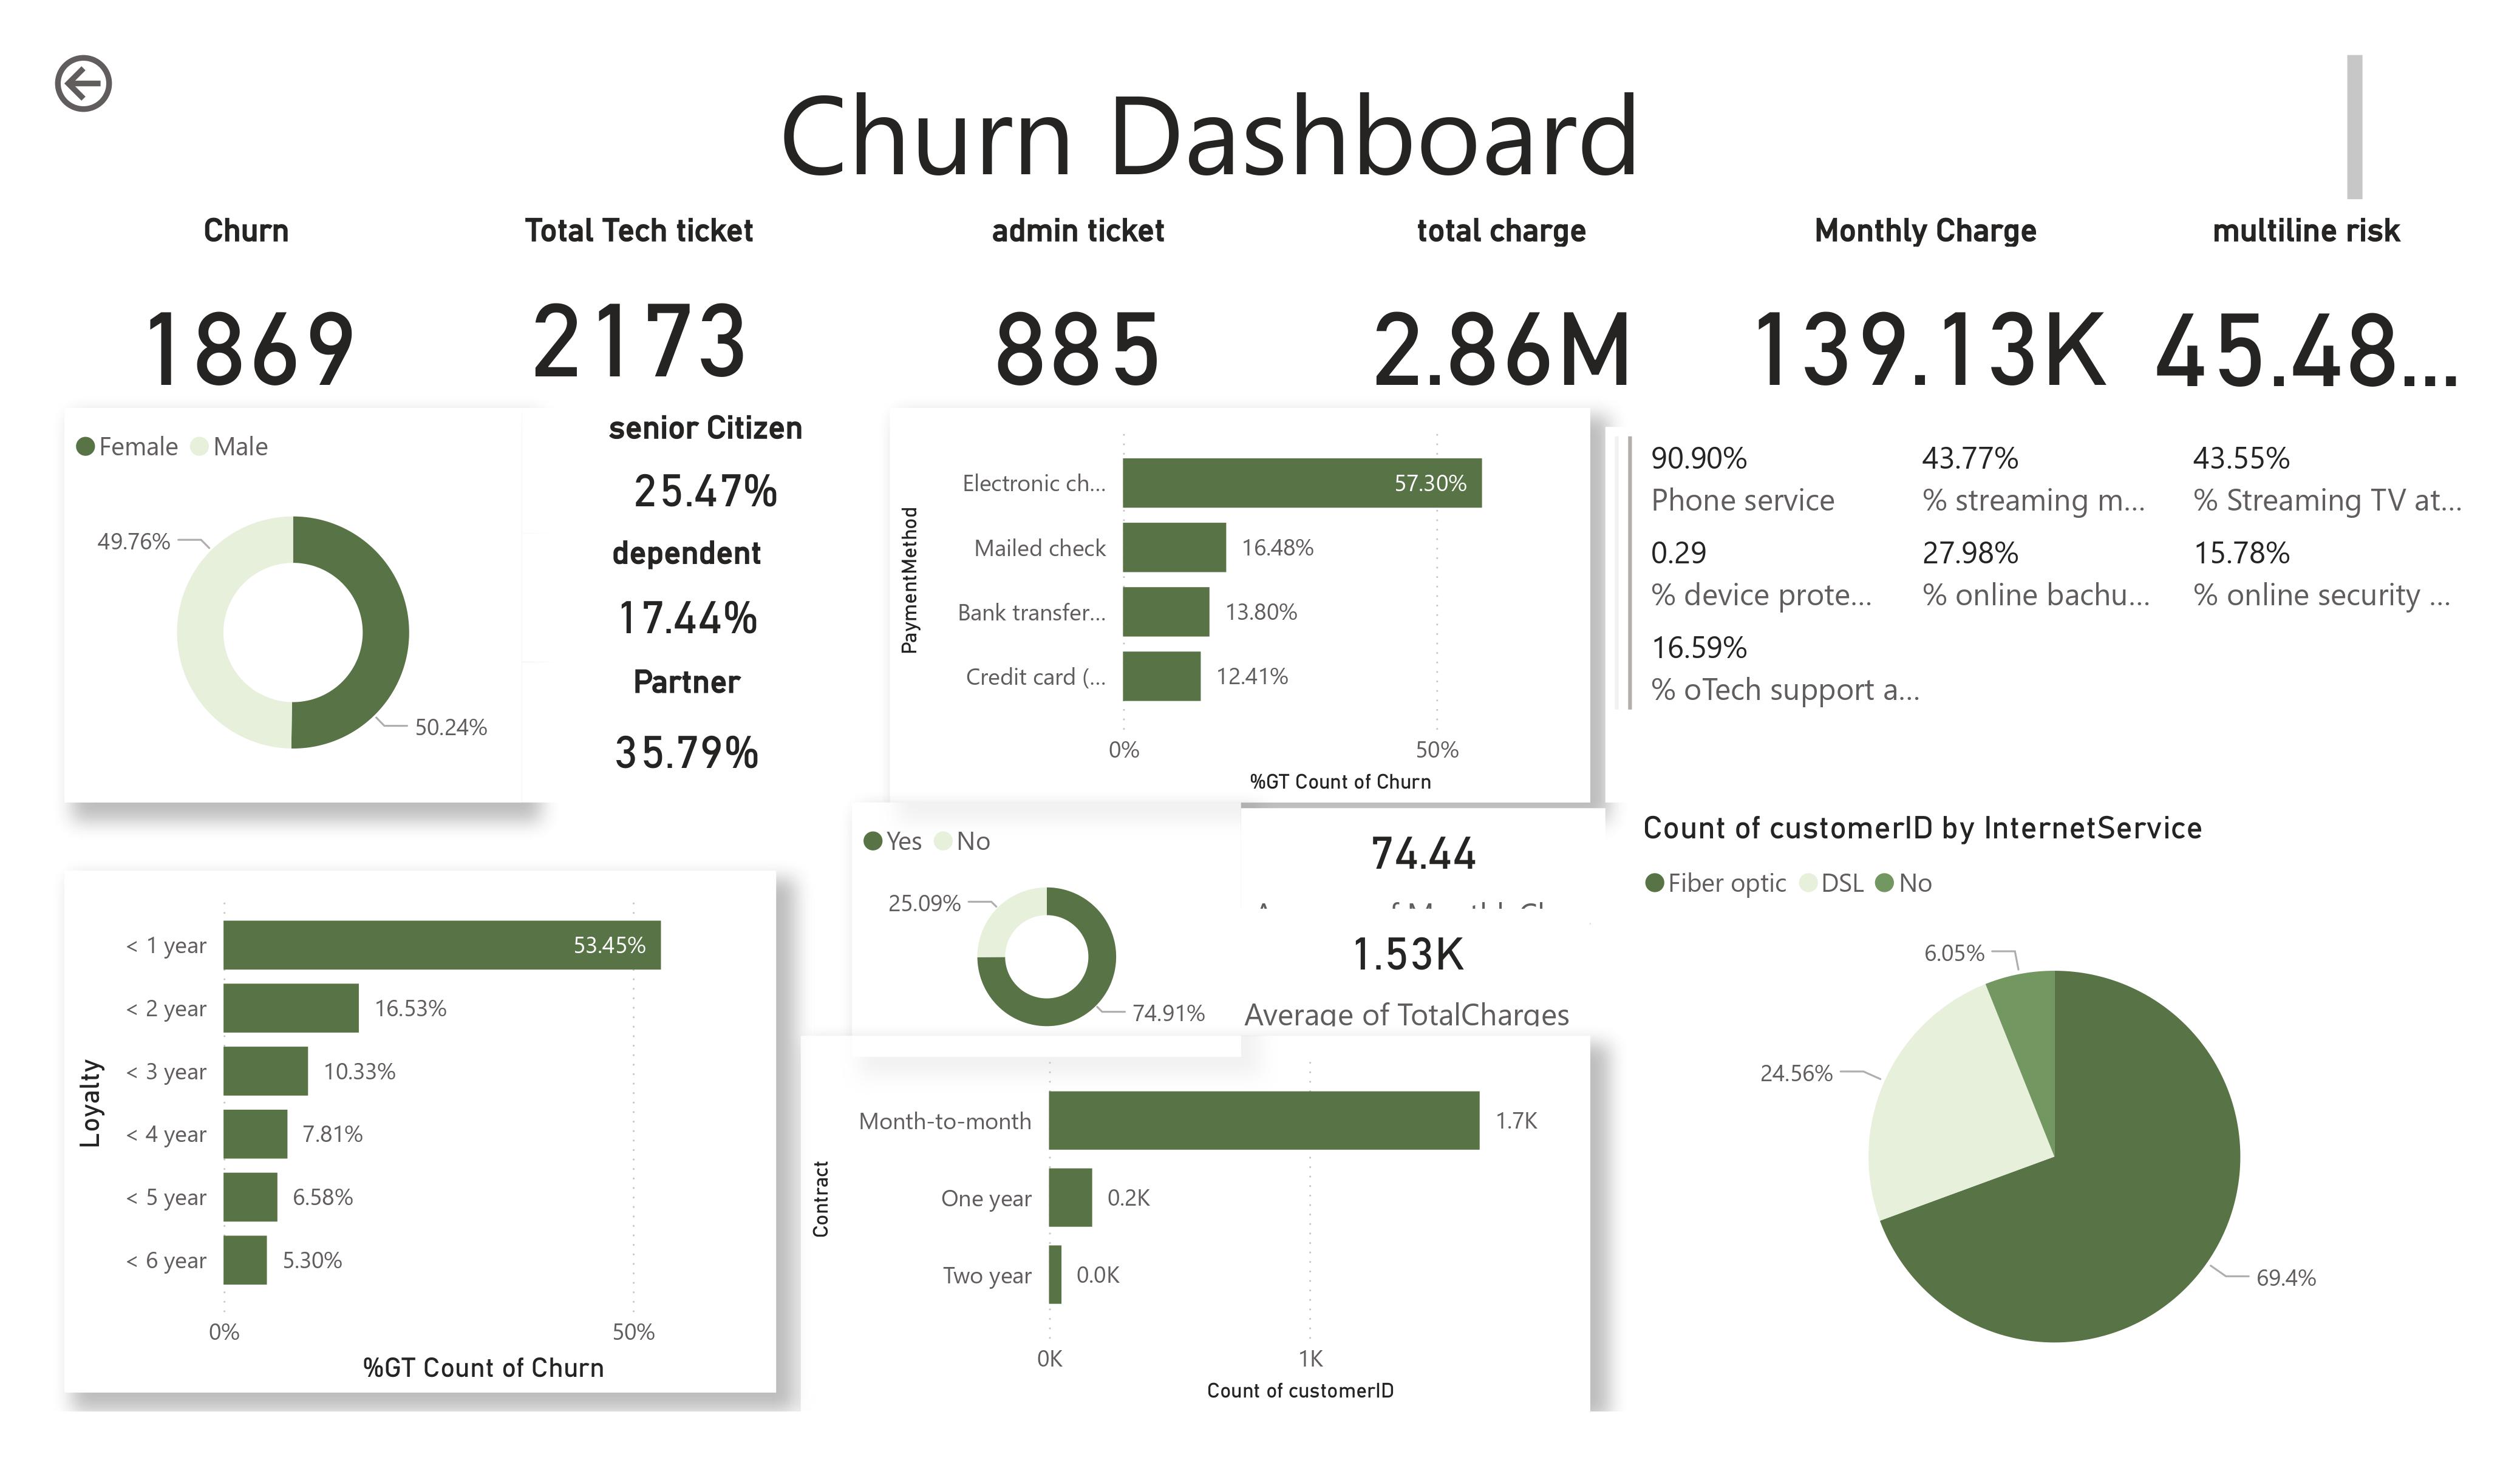 Churn Dashboard
Churn
Total Tech ticket
admin ticket
total charge
Monthly Charge
multiline risk
1869
2173
885
2.86M
139.13K
45.48...
Female Male
49.76%
50.24%
senior Citizen
25.47%
dependent
17.44%
Partner
35.79%
PaymentMethod
Electronic ch... 57.30%
Mailed check 16.48%
Bank transfer... 13.80%
Credit card (... 12.41%
0% 50%
%GT Count of Churn
90.90%
Phone service
43.77%
% streaming m...
43.55%
% Streaming TV at...
0.29
% device prote...
27.98%
% online bachu...
15.78%
% online security ...
16.59%
% oTech support a...
Yes No
25.09%
74.91%
74.44
1.53K
Average of TotalCharges
Count of customerID by InternetService
Fiber optic DSL No
6.05%
24.56%
69.4%
Loyalty
< 1 year 53.45%
< 2 year 16.53%
< 3 year 10.33%
< 4 year 7.81%
< 5 year 6.58%
< 6 year 5.30%
0% 50%
%GT Count of Churn
Contract
Month-to-month 1.7K
One year 0.2K
Two year 0.0K
0K 1K
Count of customerID